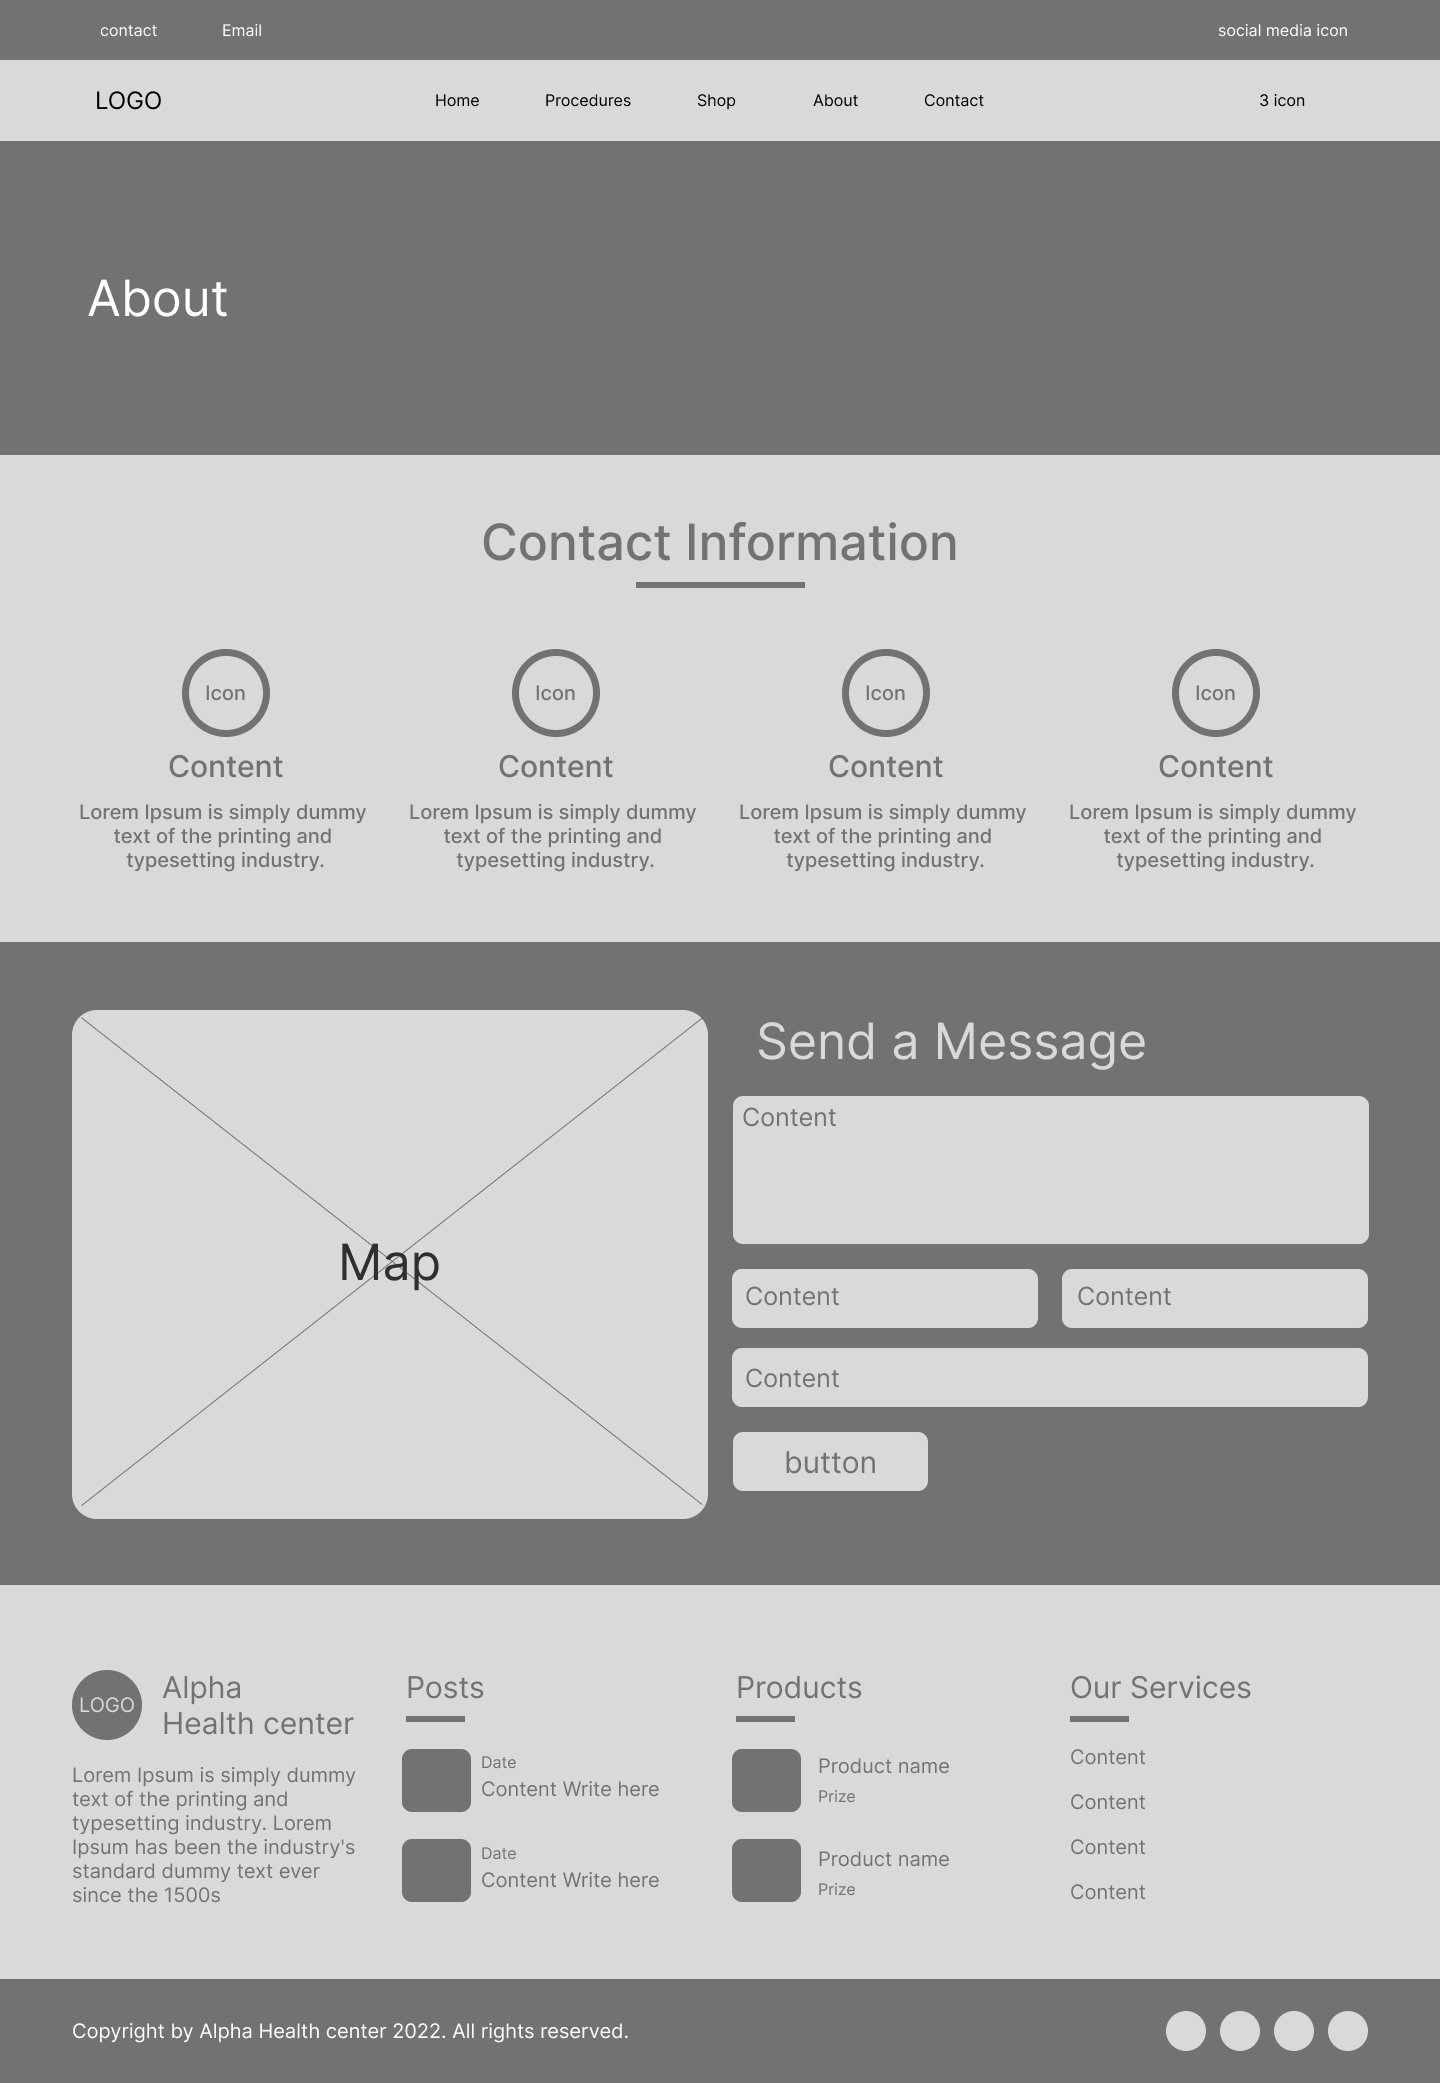 contact Email social media icon
LOGO Home Procedures Shop About Contact 3 icon
About
Contact Information
Icon Icon Icon Icon
Content Content Content Content
Lorem Ipsum is simply dummy
text of the printing and
typesetting industry.
Lorem Ipsum is simply dummy
text of the printing and
typesetting industry.
Lorem Ipsum is simply dummy
text of the printing and
typesetting industry.
Lorem Ipsum is simply dummy
text of the printing and
typesetting industry.
Map
Send a Message
Content
Content Content
Content
button
LOGO
Alpha
Health center
Lorem Ipsum is simply dummy
text of the printing and
typesetting industry. Lorem
Ipsum has been the industry's
standard dummy text ever
since the 1500s
Posts
Date
Content Write here
Date
Content Write here
Products
Product name
Prize
Product name
Prize
Our Services
Content
Content
Content
Content
Copyright by Alpha Health center 2022. All rights reserved.